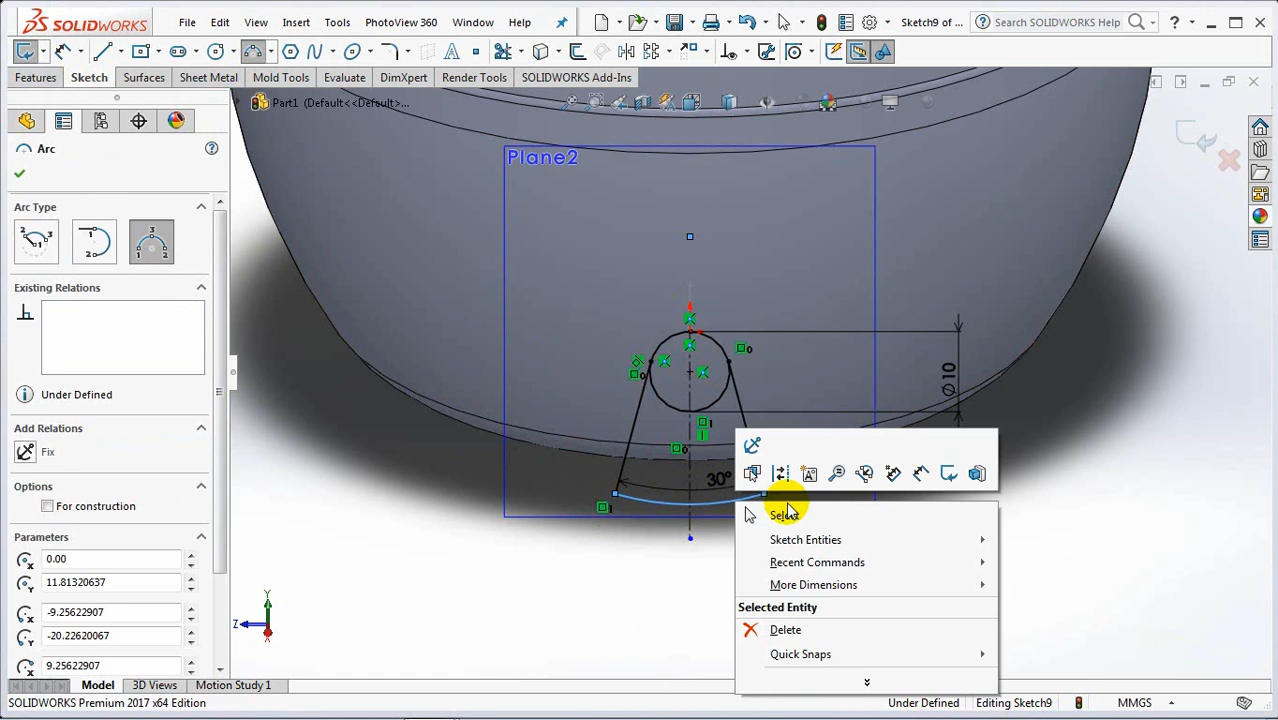 SOLIDWORKS File Edit View Insert Tools PhotoView 360 Window Help Sketch9 of ... Search SOLIDWORKS Help
Features Sketch Surfaces Sheet Metal Mold Tools Evaluate DimXpert Render Tools SOLIDWORKS Add-Ins
Part1 (Default<<Default>...
Arc
Plane2
Arc Type
Existing Relations
Under Defined
Add Relations
Fix
Options
For construction
Parameters
0.00
11.81320637
-9.25622907
-20.22620047
9.25622907
Ø10
30°
Select
Sketch Entities
Recent Commands
More Dimensions
Selected Entity
Delete
Quick Snaps
Y
Z
Model 3D Views Motion Study 1
SOLIDWORKS Premium 2017 x64 Edition Under Defined Editing Sketch9 MMGS